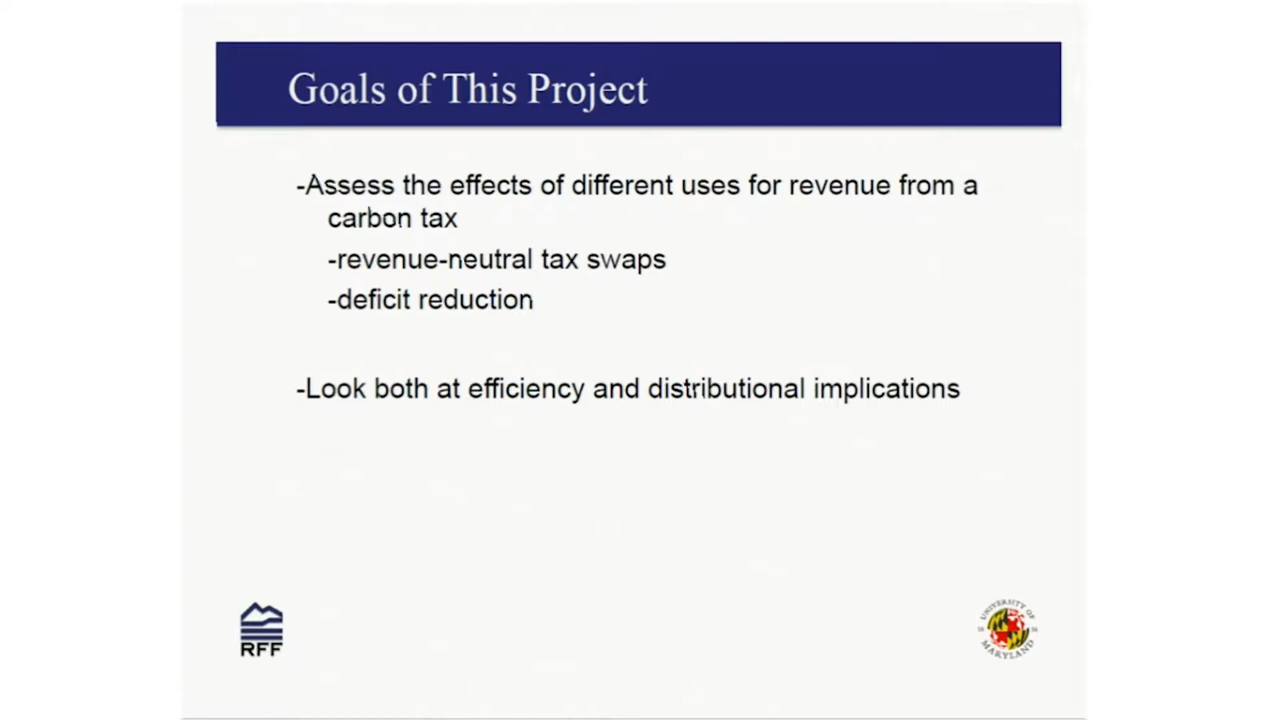 Goals of This Project
-Assess the effects of different uses for revenue from a
carbon tax
-revenue-neutral tax swaps
-deficit reduction
-Look both at efficiency and distributional implications
RFF
UNIVERSITY OF
MARYLAND